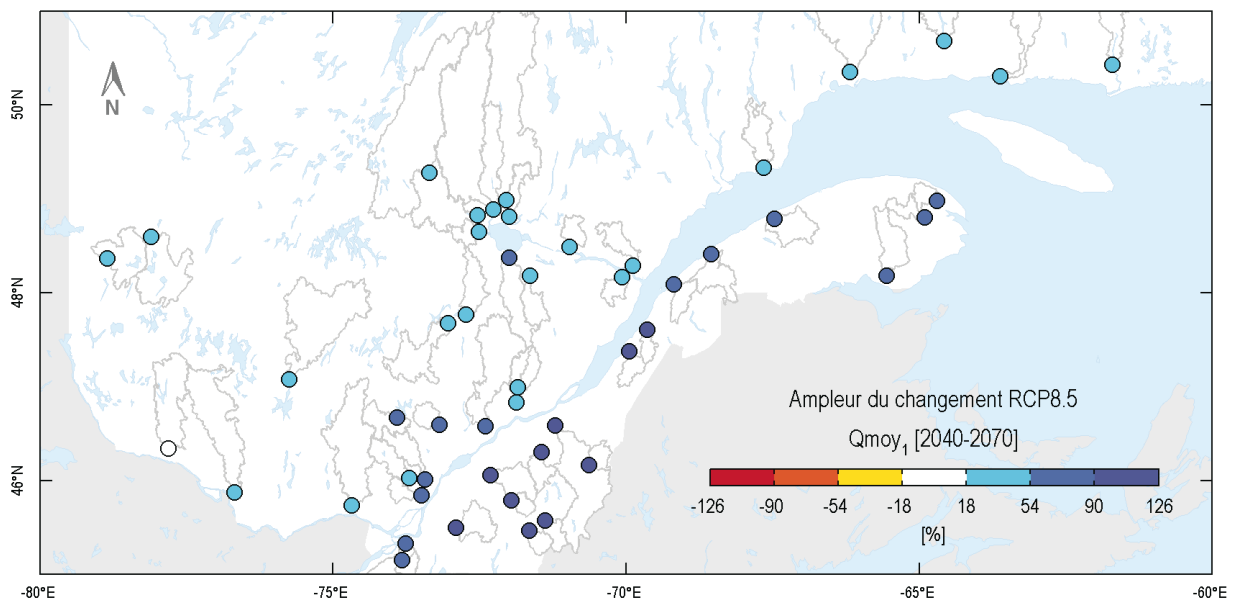 50°N
48°N
46°N
N
Ampleur du changement RCP8.5
Qmoy1 [2040-2070]
-126 -90 -54 -18 18 54 90 126
[%]
-80°E -75°E -70°E -65°E -60°E